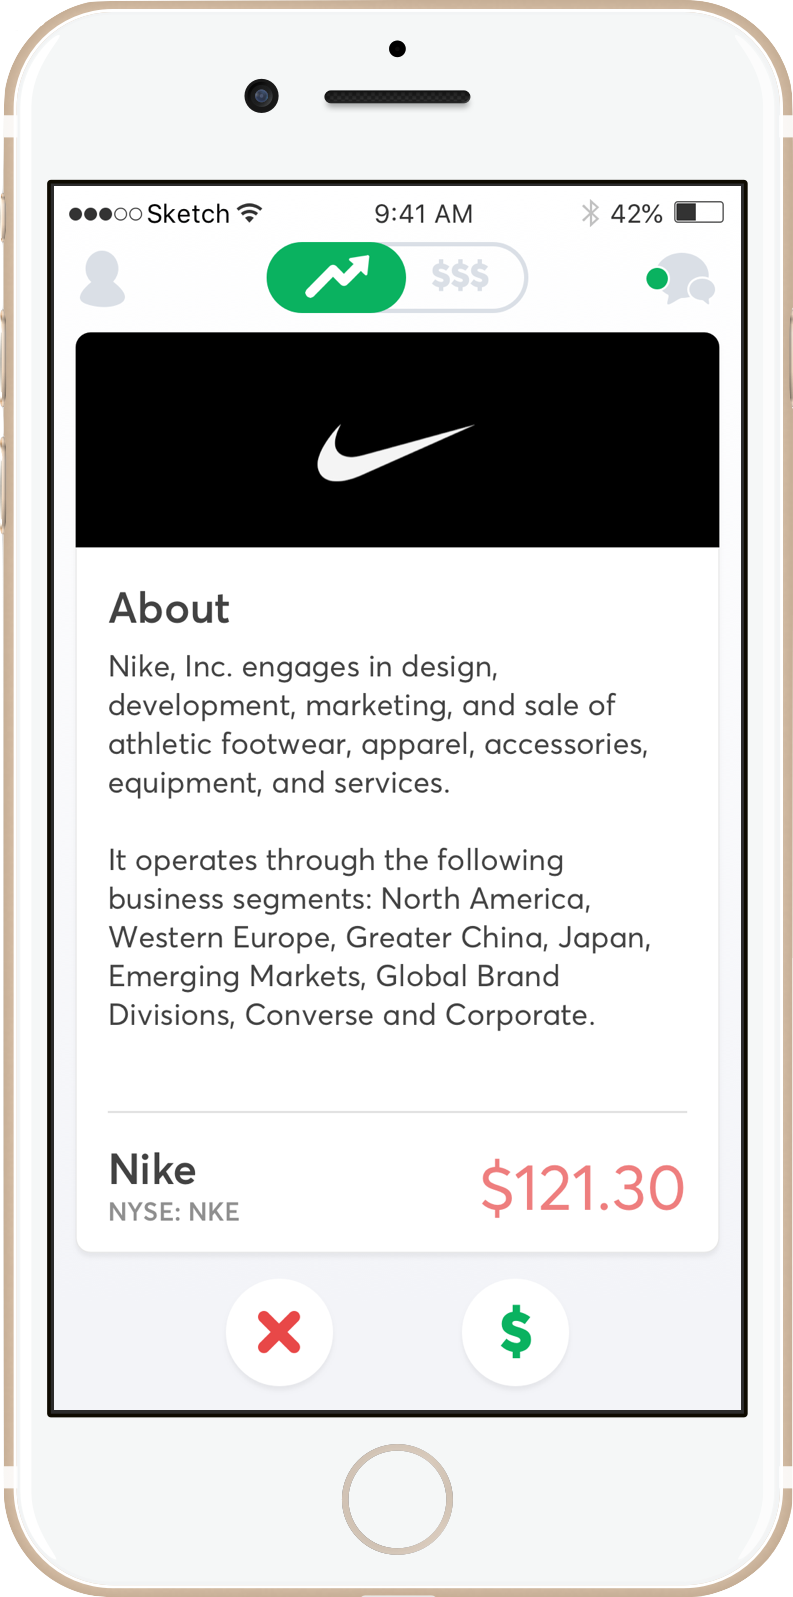 Sketch 9:41 AM 42%
$$$
About
Nike, Inc. engages in design,
development, marketing, and sale of
athletic footwear, apparel, accessories,
equipment, and services.
It operates through the following
business segments: North America,
Western Europe, Greater China, Japan,
Emerging Markets, Global Brand
Divisions, Converse and Corporate.
Nike
NYSE: NKE
$121.30
$